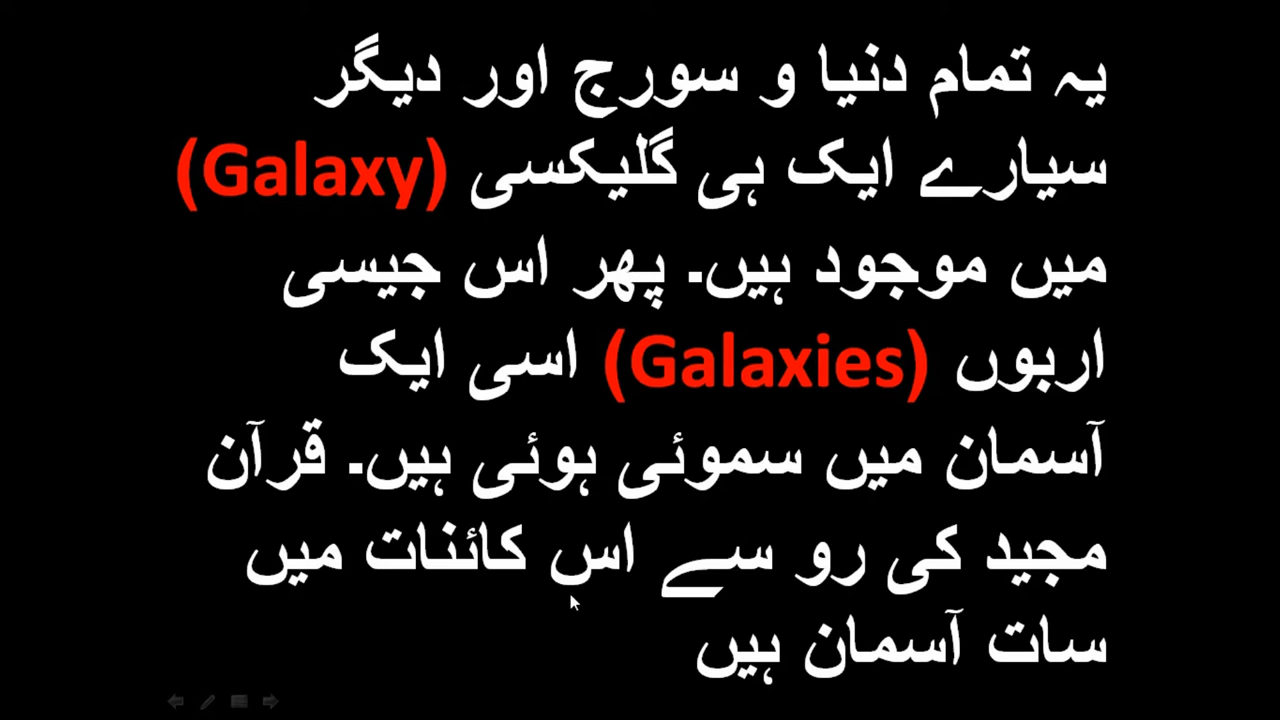 یہ تمام دنیا و سورج اور دیگر
سیارے ایک ہی گلیکسی (Galaxy)
میں موجود ہیں۔ پھر اس جیسی
اربوں (Galaxies) اسی ایک
آسمان میں سموئی ہوئی ہیں۔ قرآن
مجید کی رو سے اس کائنات میں
سات آسمان ہیں